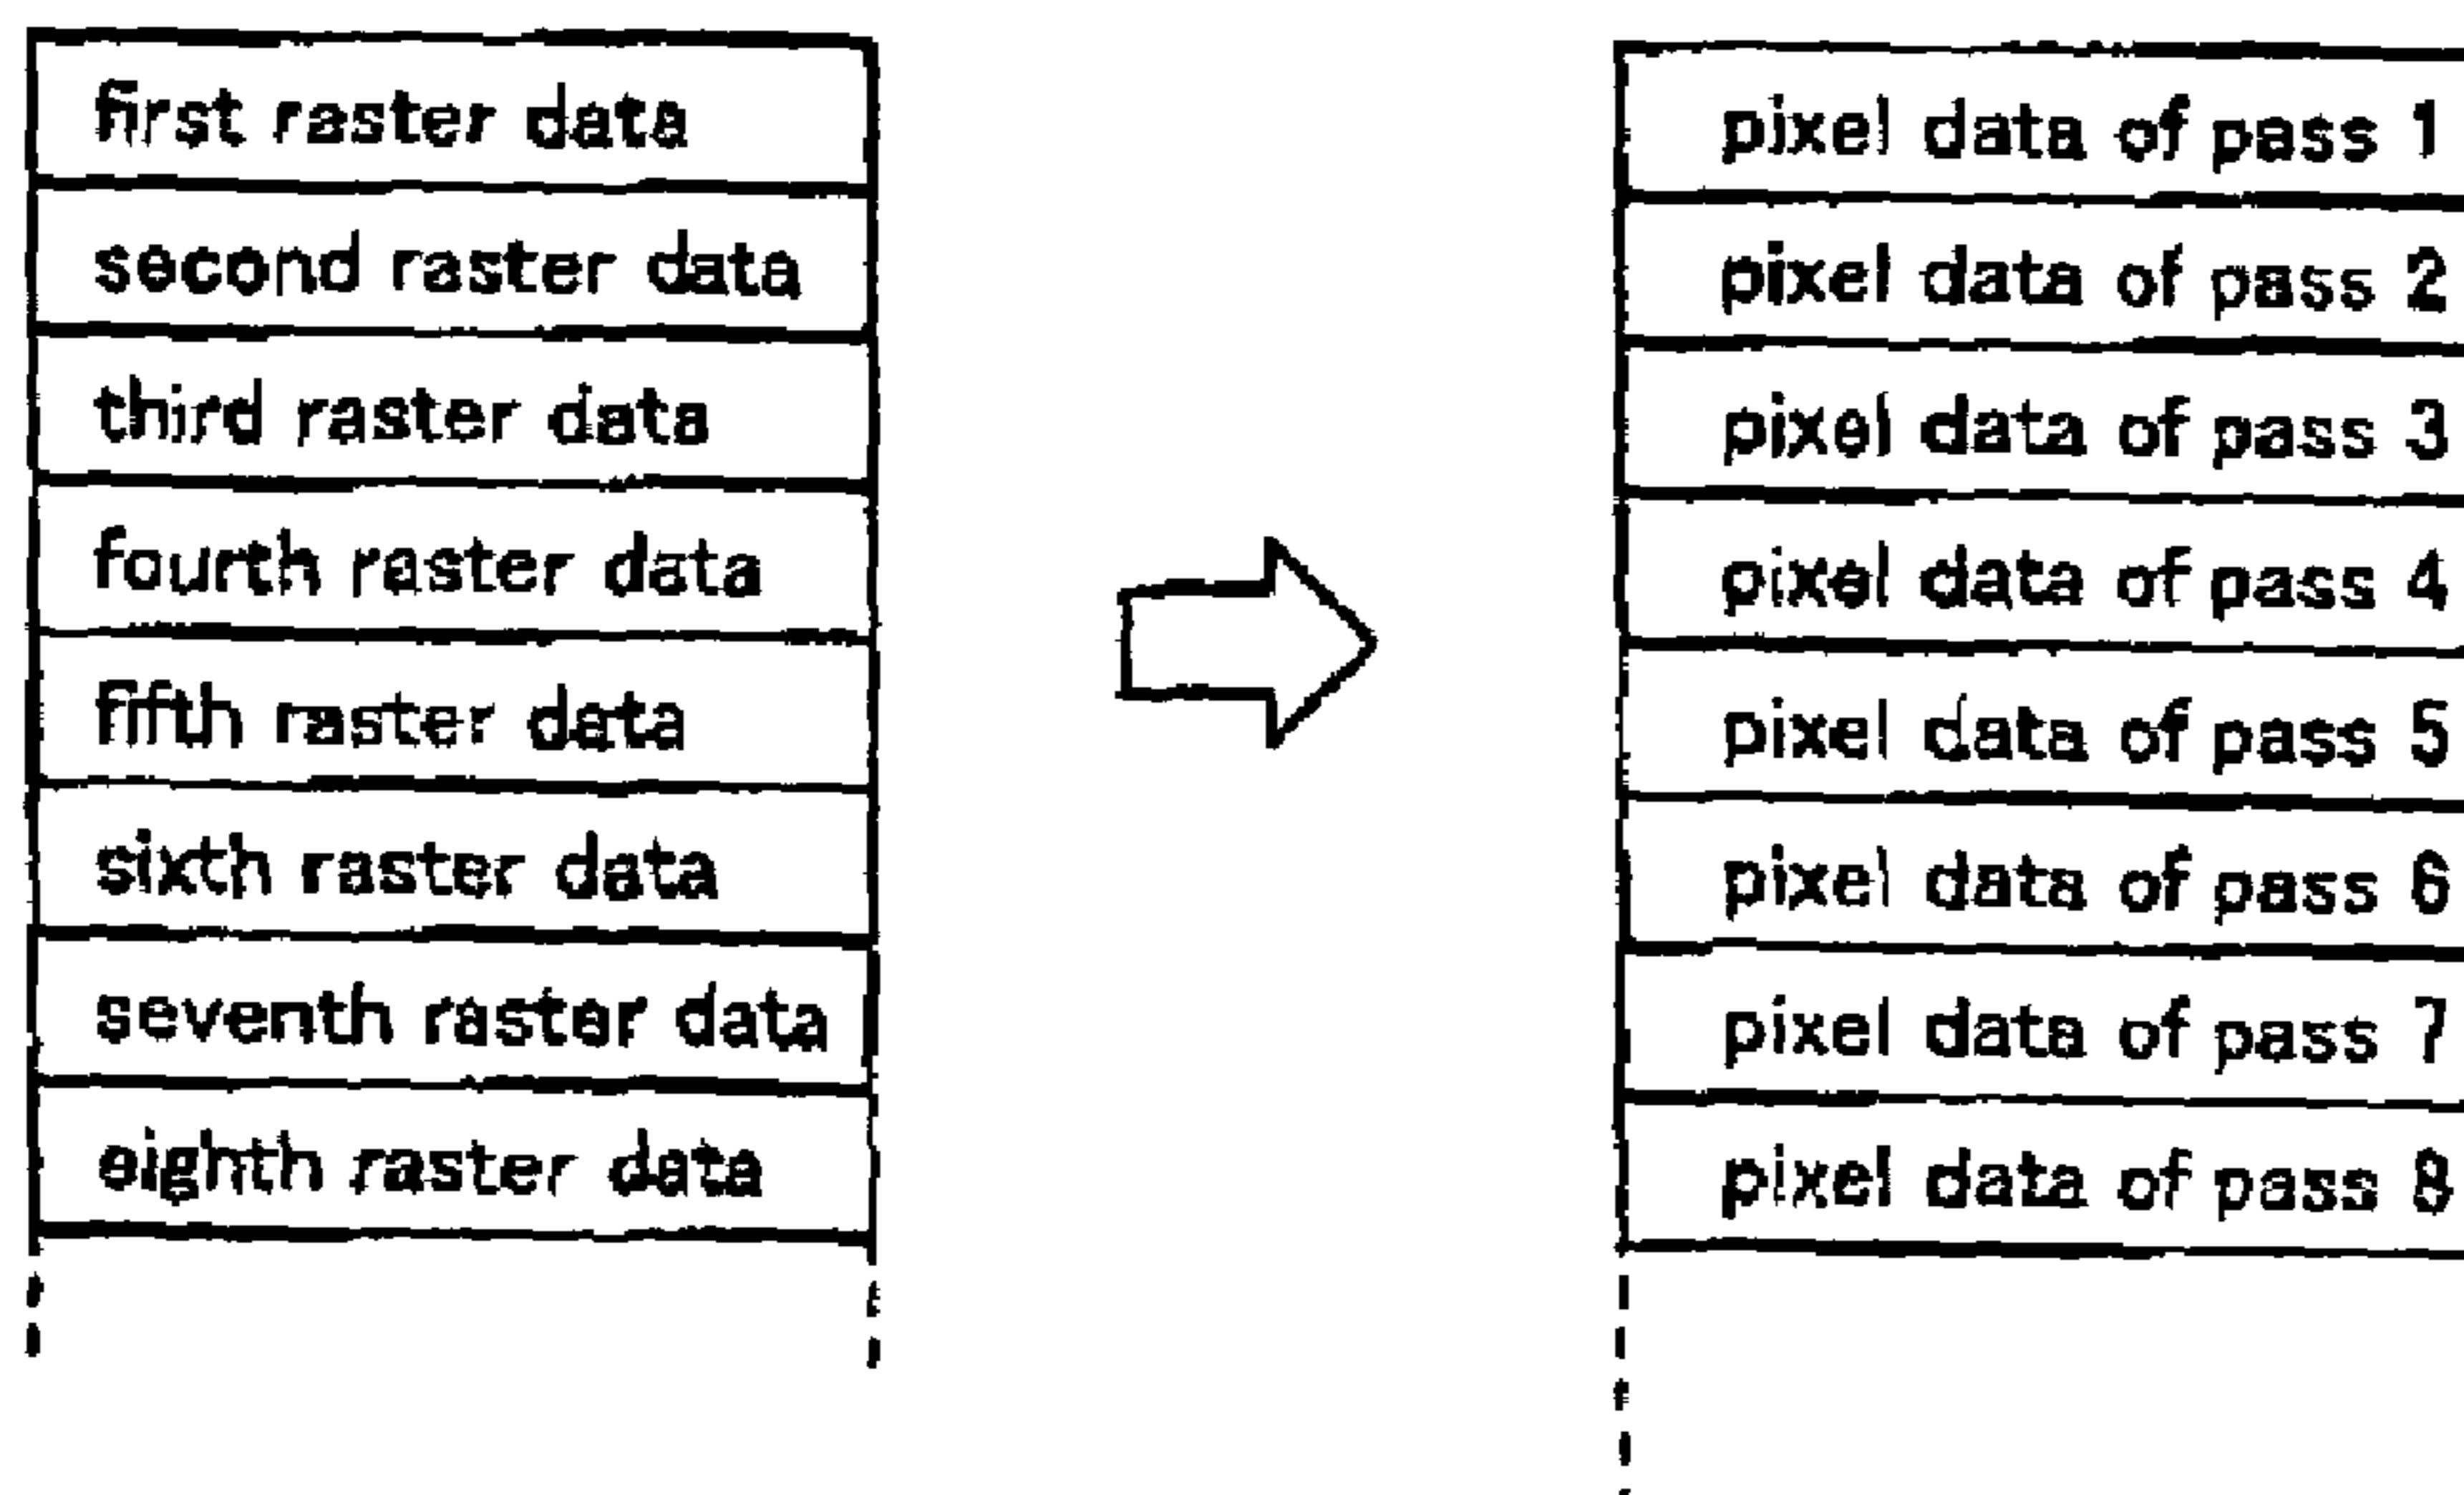 first raster data
second raster data
third raster data
fourth raster data
fifth raster data
sixth raster data
seventh raster data
eighth raster data
pixel data of pass 1
pixel data of pass 2
pixel data of pass 3
pixel data of pass 4
pixel data of pass 5
pixel data of pass 6
pixel data of pass 7
pixel data of pass 8